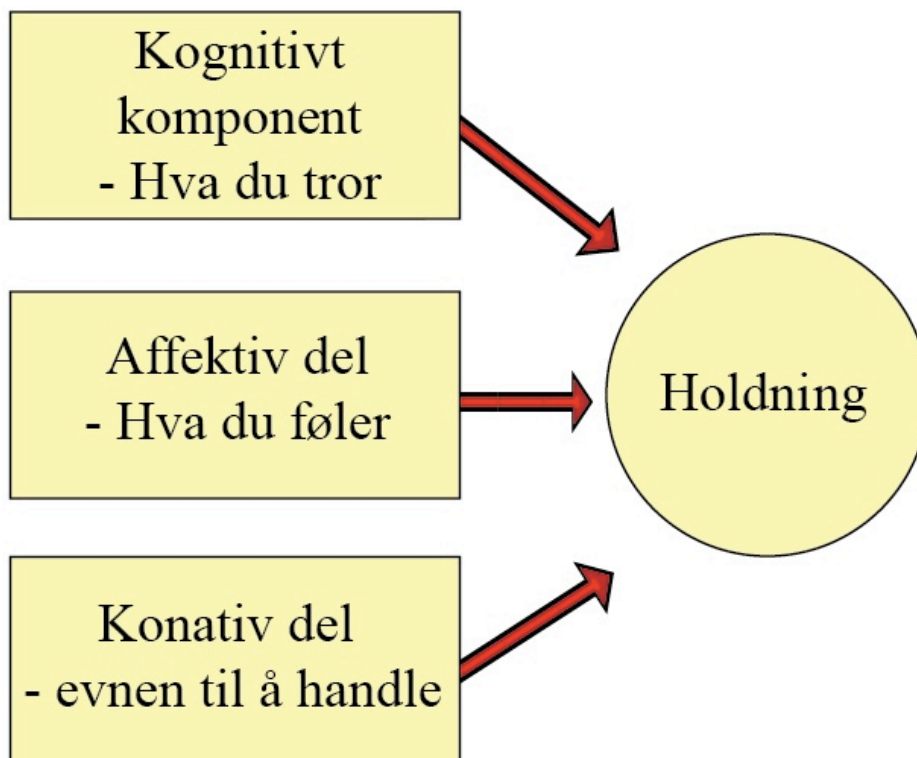 Kognitivt
komponent
- Hva du tror
Affektiv del
- Hva du føler
Holdning
Konativ del
- evnen til å handle